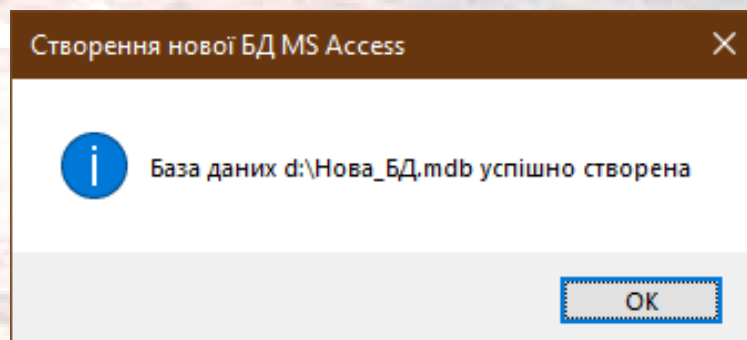 Створення нової БД MS Access
База даних d:\Нова_БД.mdb успішно створена
OK